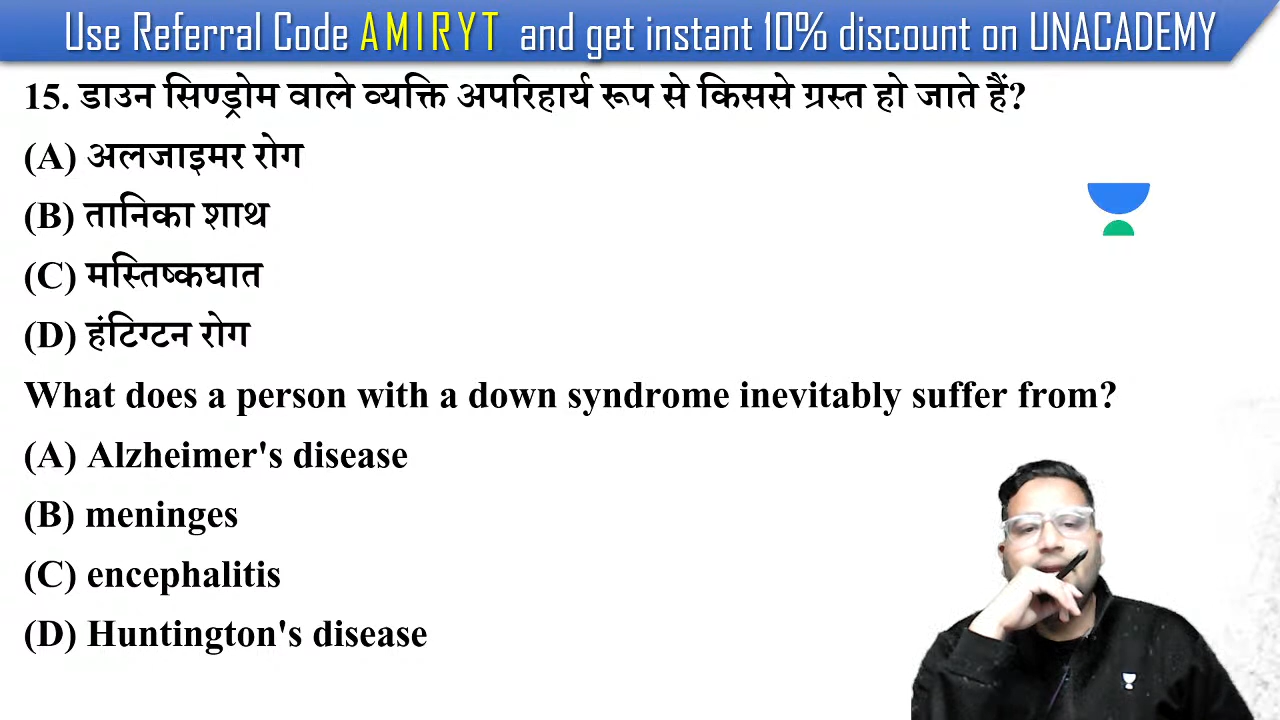 Use Referral Code AMIRYT and get instant 10% discount on UNACADEMY
15. डाउन सिण्ड्रोम वाले व्यक्ति अपरिहार्य रूप से किससे ग्रस्त हो जाते हैं?
(A) अलजाइमर रोग
(B) तानिका शाथ
(C) मस्तिष्कघात
(D) हंटिग्टन रोग
What does a person with a down syndrome inevitably suffer from?
(A) Alzheimer's disease
(B) meninges
(C) encephalitis
(D) Huntington's disease